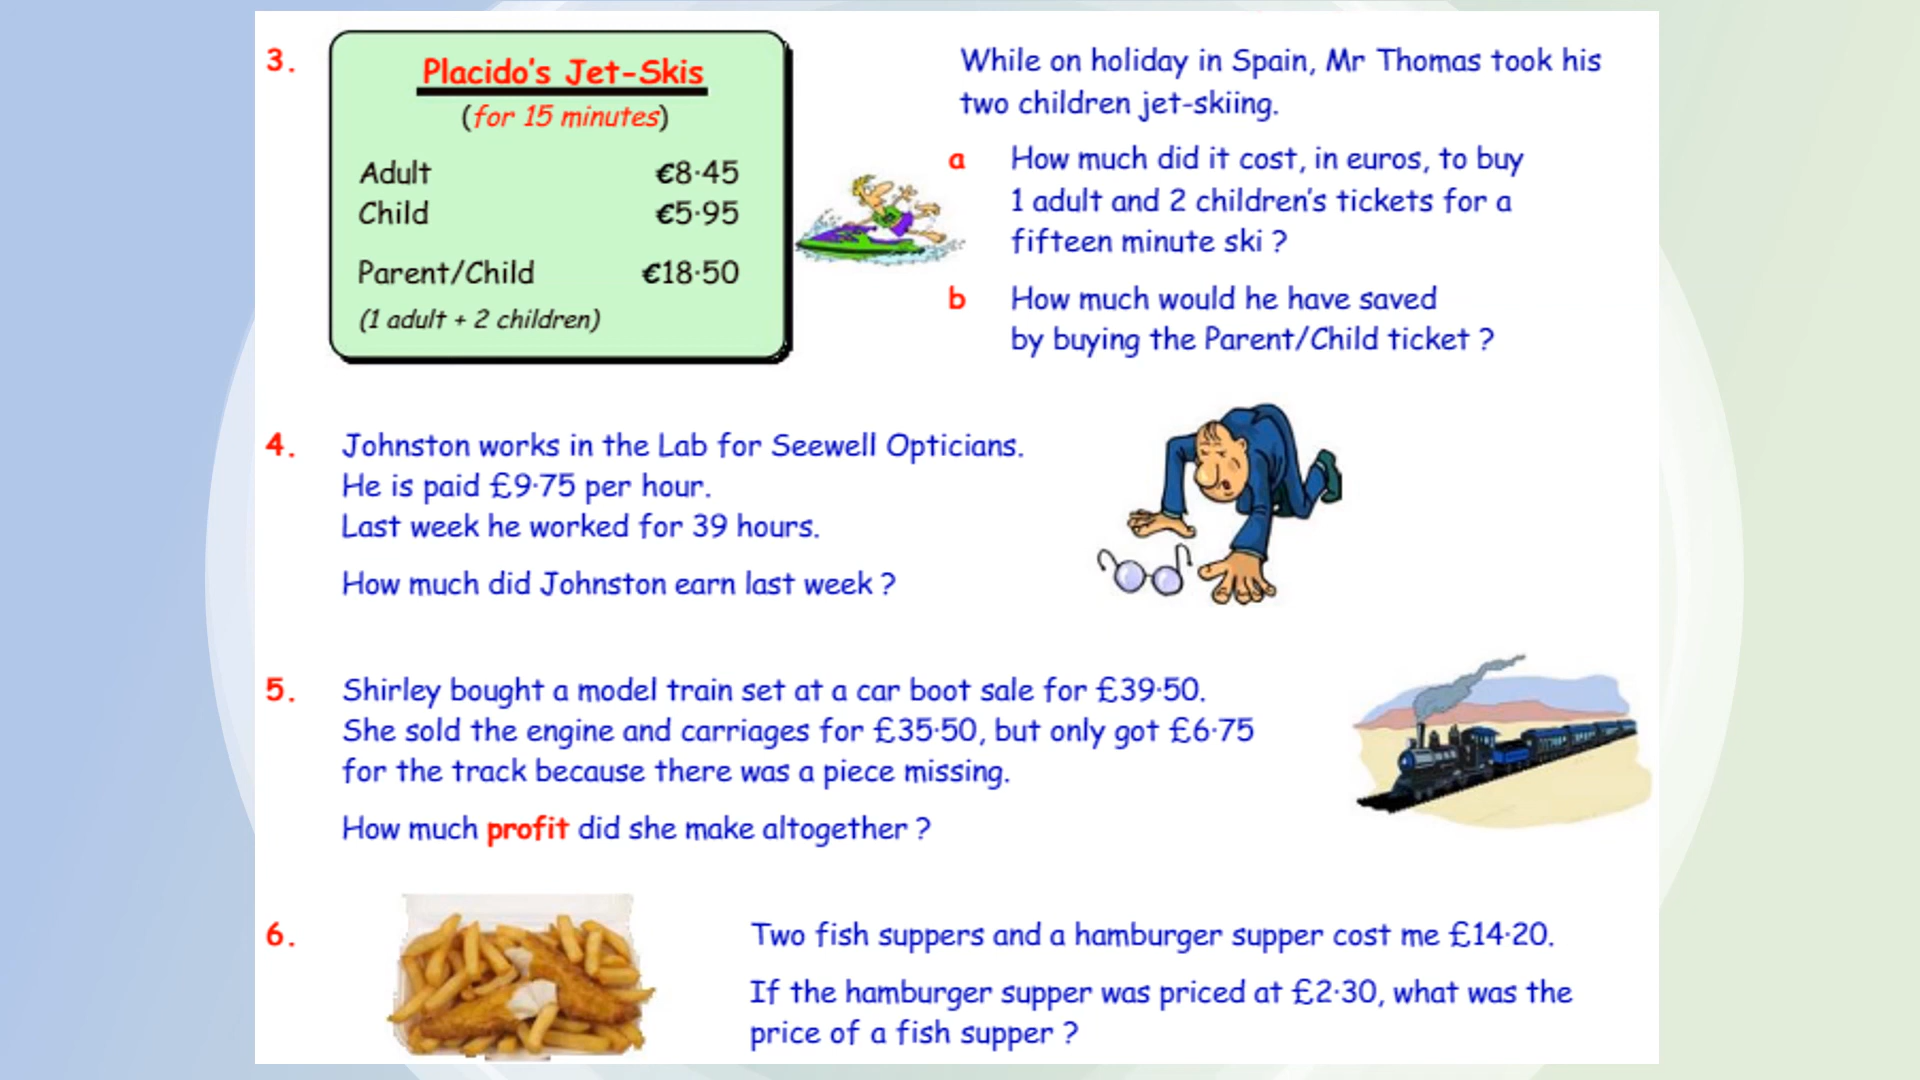 3.
Placido's Jet-Skis
(for 15 minutes)
Adult €8·45
Child €5·95
Parent/Child €18·50
(1 adult + 2 children)
While on holiday in Spain, Mr Thomas took his
two children jet-skiing.
a How much did it cost, in euros, to buy
1 adult and 2 children's tickets for a
fifteen minute ski ?
b How much would he have saved
by buying the Parent/Child ticket ?
4. Johnston works in the Lab for Seewell Opticians.
He is paid £9·75 per hour.
Last week he worked for 39 hours.
How much did Johnston earn last week ?
5. Shirley bought a model train set at a car boot sale for £39·50.
She sold the engine and carriages for £35·50, but only got £6·75
for the track because there was a piece missing.
How much profit did she make altogether ?
6. Two fish suppers and a hamburger supper cost me £14·20.
If the hamburger supper was priced at £2·30, what was the
price of a fish supper ?